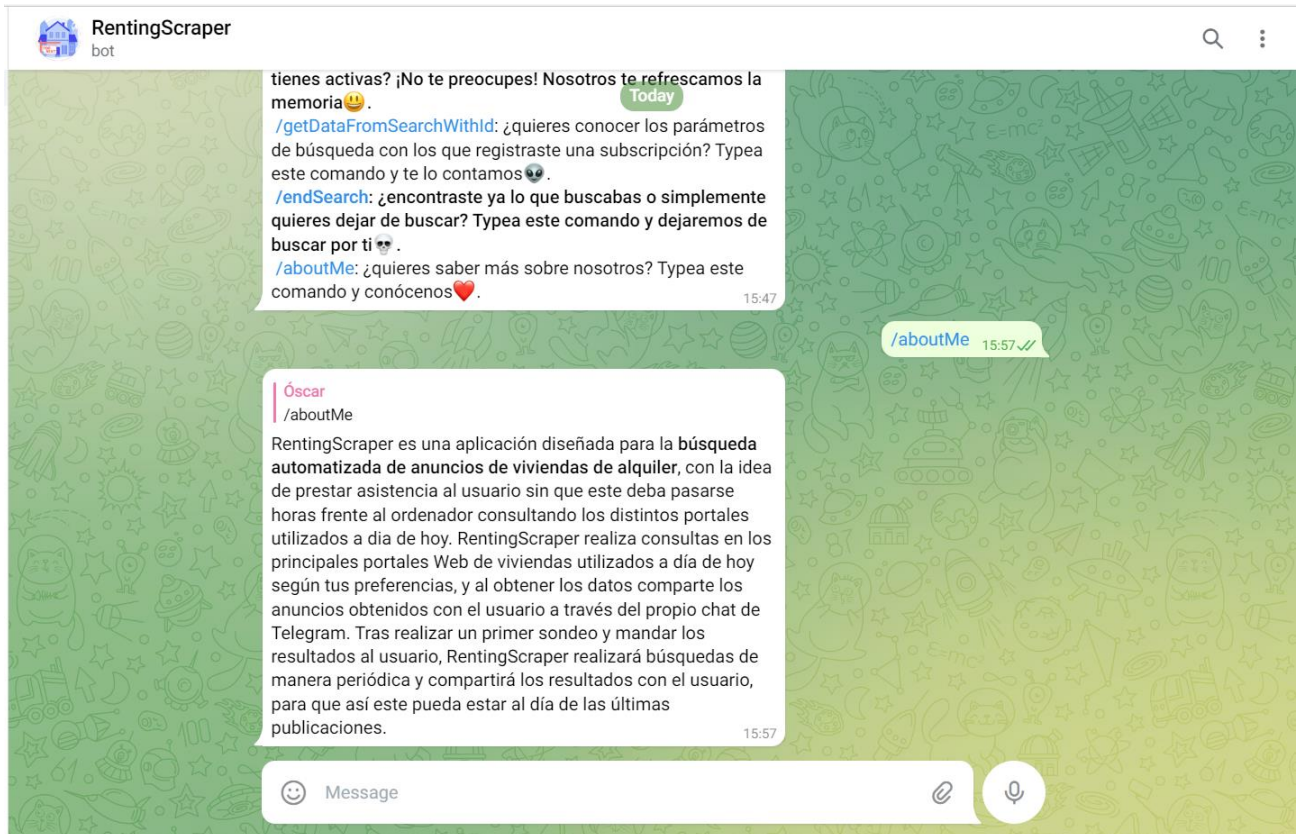 RentingScraper
bot
tienes activas? ¡No te preocupes! Nosotros te refrescamos la
memoria😃.
Today
/getDataFromSearchWithId: ¿quieres conocer los parámetros
de búsqueda con los que registraste una subscripción? Typea
este comando y te lo contamos👽.
/endSearch: ¿encontraste ya lo que buscabas o simplemente
quieres dejar de buscar? Typea este comando y dejaremos de
buscar por ti💀.
/aboutMe: ¿quieres saber más sobre nosotros? Typea este
comando y conócenos❤️.
15:47
/aboutMe 15:57
Óscar
/aboutMe
RentingScraper es una aplicación diseñada para la búsqueda
automatizada de anuncios de viviendas de alquiler, con la idea
de prestar asistencia al usuario sin que este deba pasarse
horas frente al ordenador consultando los distintos portales
utilizados a dia de hoy. RentingScraper realiza consultas en los
principales portales Web de viviendas utilizados a día de hoy
según tus preferencias, y al obtener los datos comparte los
anuncios obtenidos con el usuario a través del propio chat de
Telegram. Tras realizar un primer sondeo y mandar los
resultados al usuario, RentingScraper realizará búsquedas de
manera periódica y compartirá los resultados con el usuario,
para que así este pueda estar al día de las últimas
publicaciones.
15:57
Message